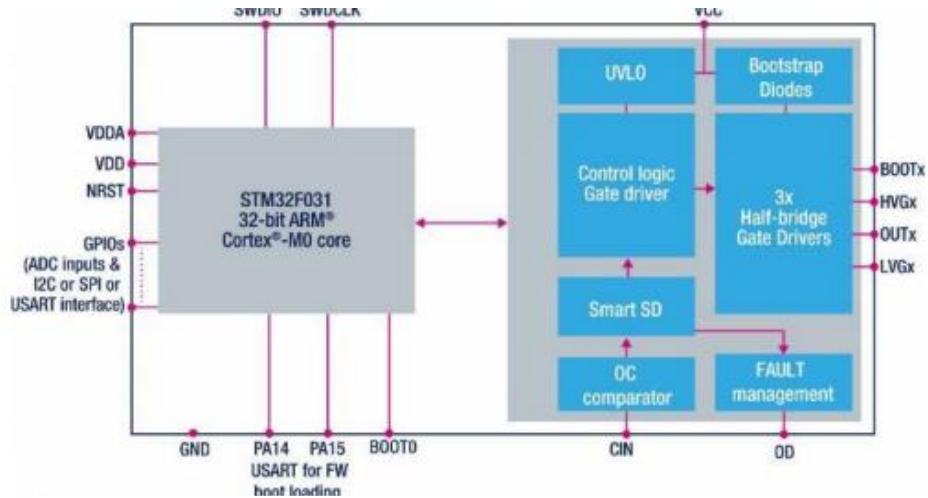 SWDIO SWDCLK VCC
UVLO
Bootstrap
Diodes
VDDA
VDD
NRST
GPIOs
(ADC inputs &
I2C or SPI or
USART interface)
STM32F031
32-bit ARM®
Cortex®-M0 core
Control logic
Gate driver
3x
Half-bridge
Gate Drivers
BOOTx
HVGx
OUTx
LVGx
Smart SD
OC
comparator
FAULT
management
GND PA14 PA15 BOOT0 CIN OD
USART for FW
boot loading